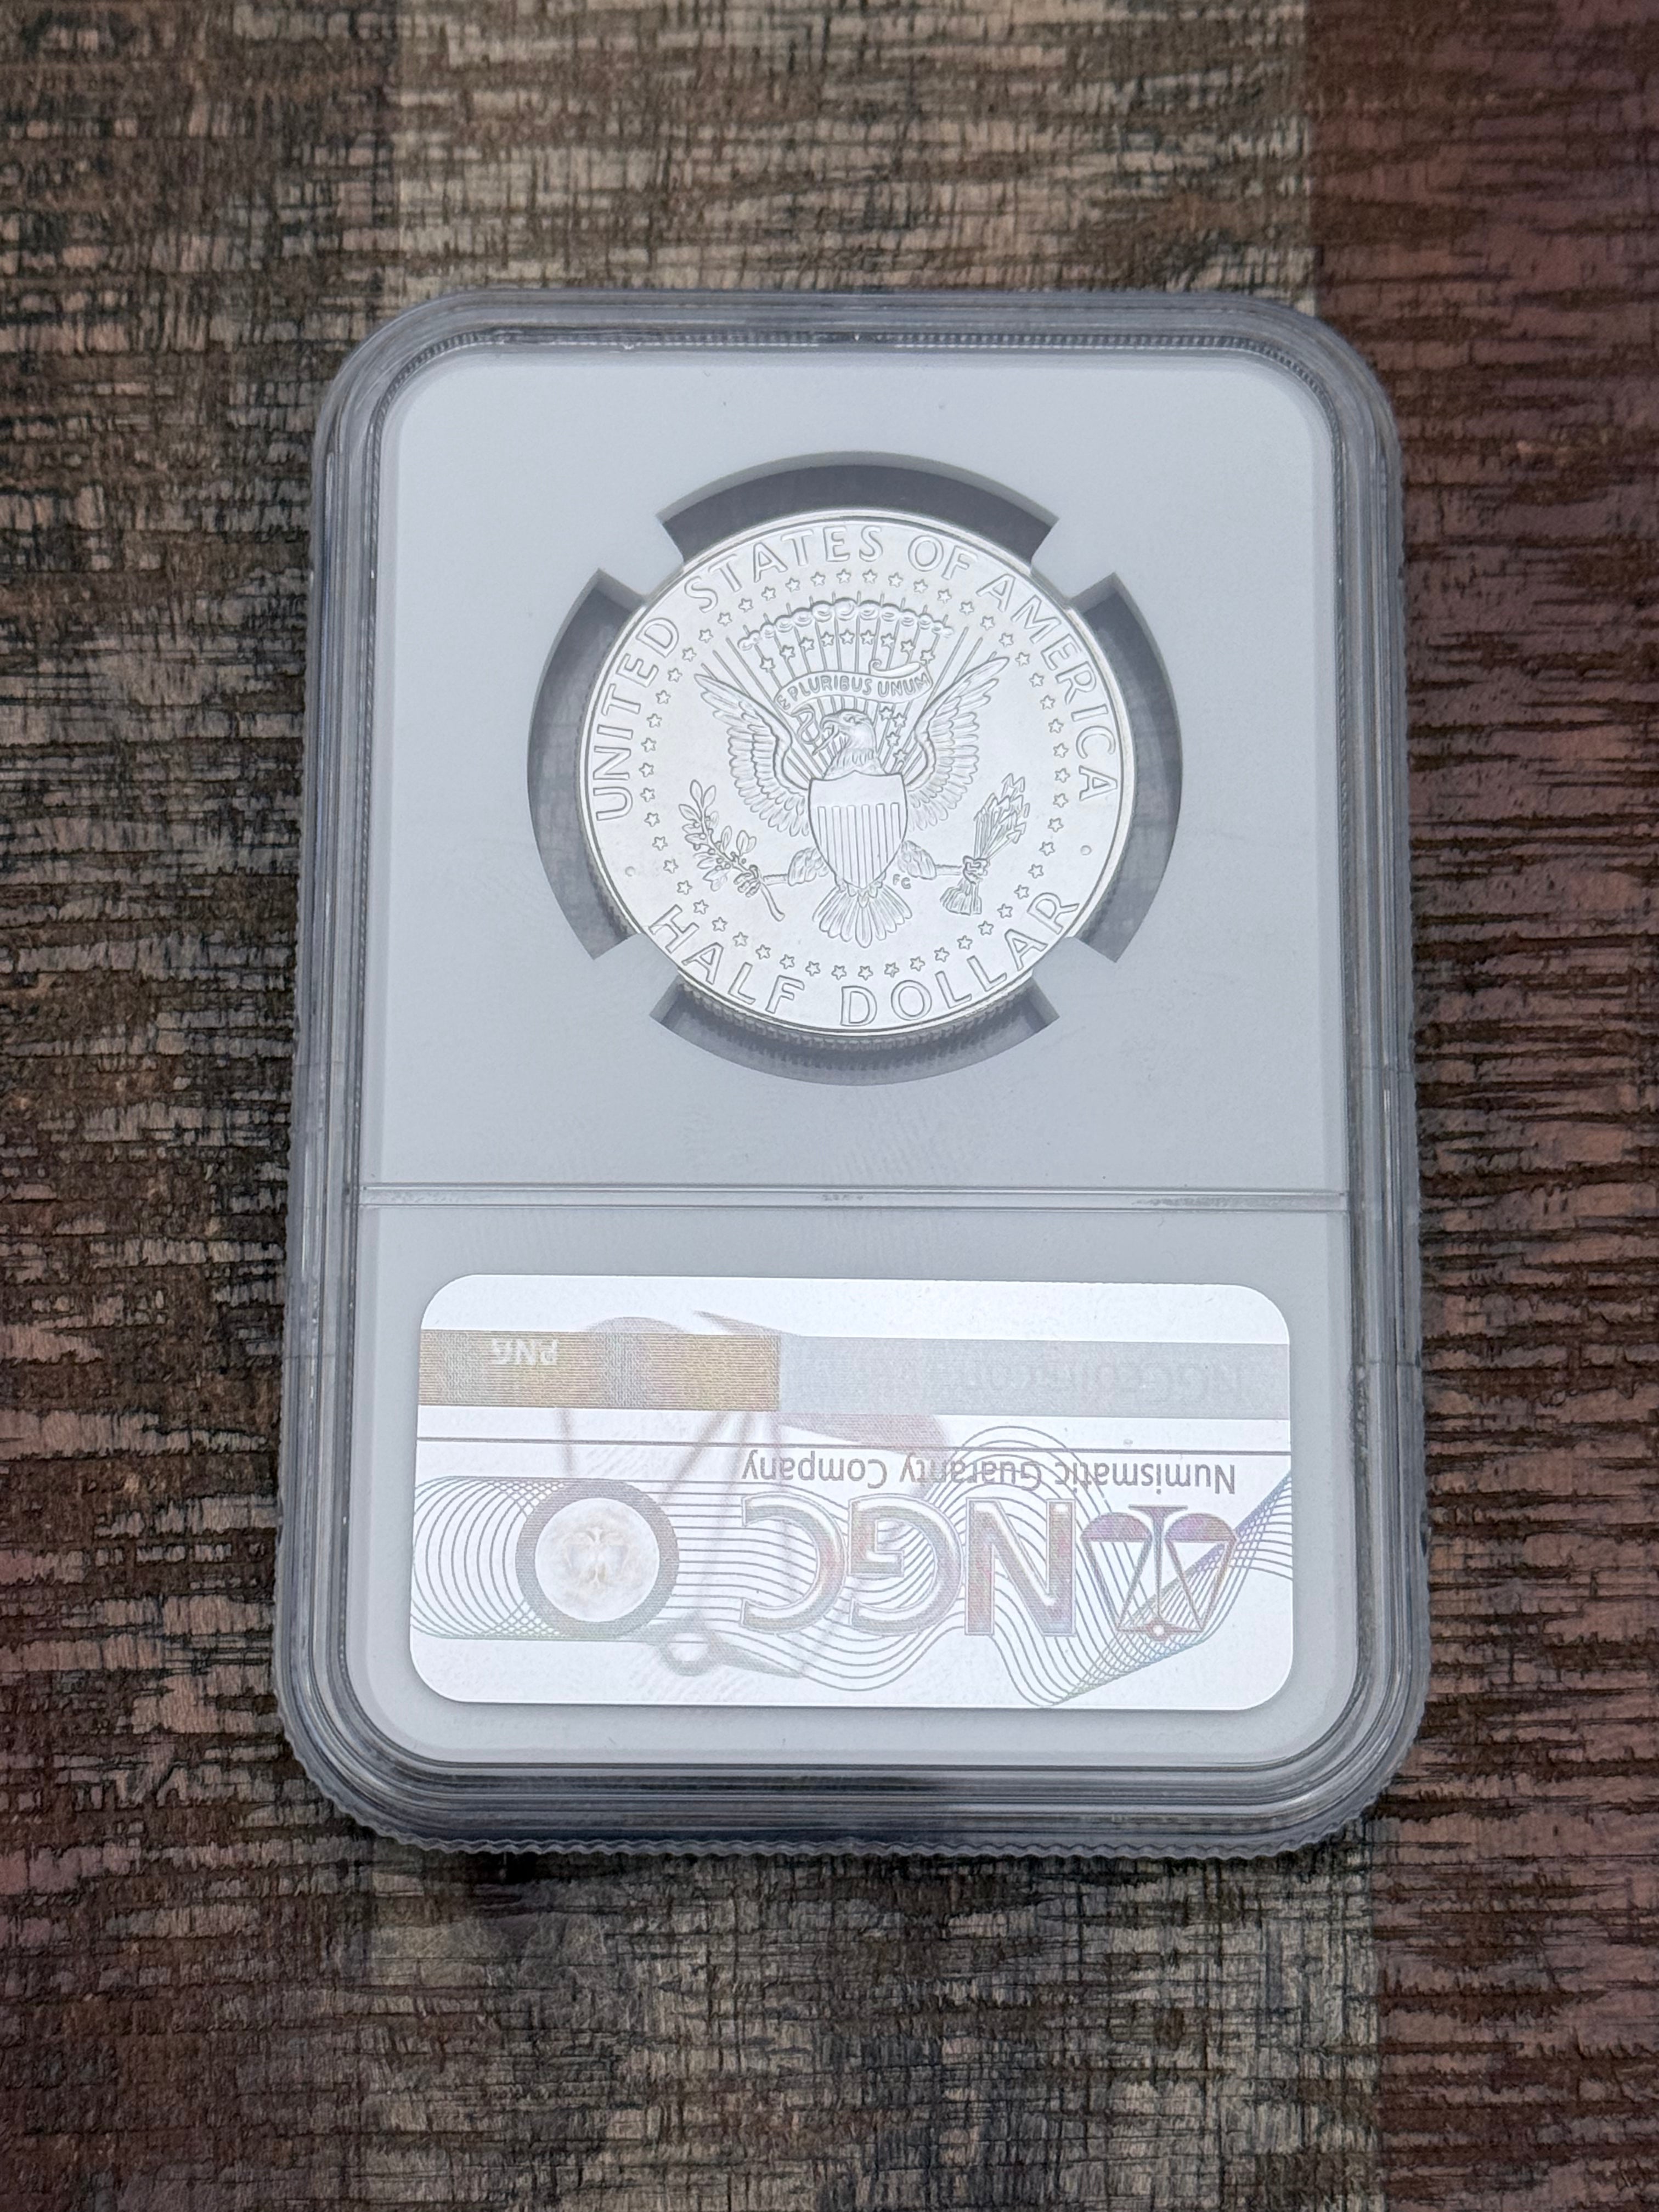 UNITED STATES OF AMERICA
E PLURIBUS UNUM
FG
HALF DOLLAR
NGC
Numismatic Guaranty Company
PNG